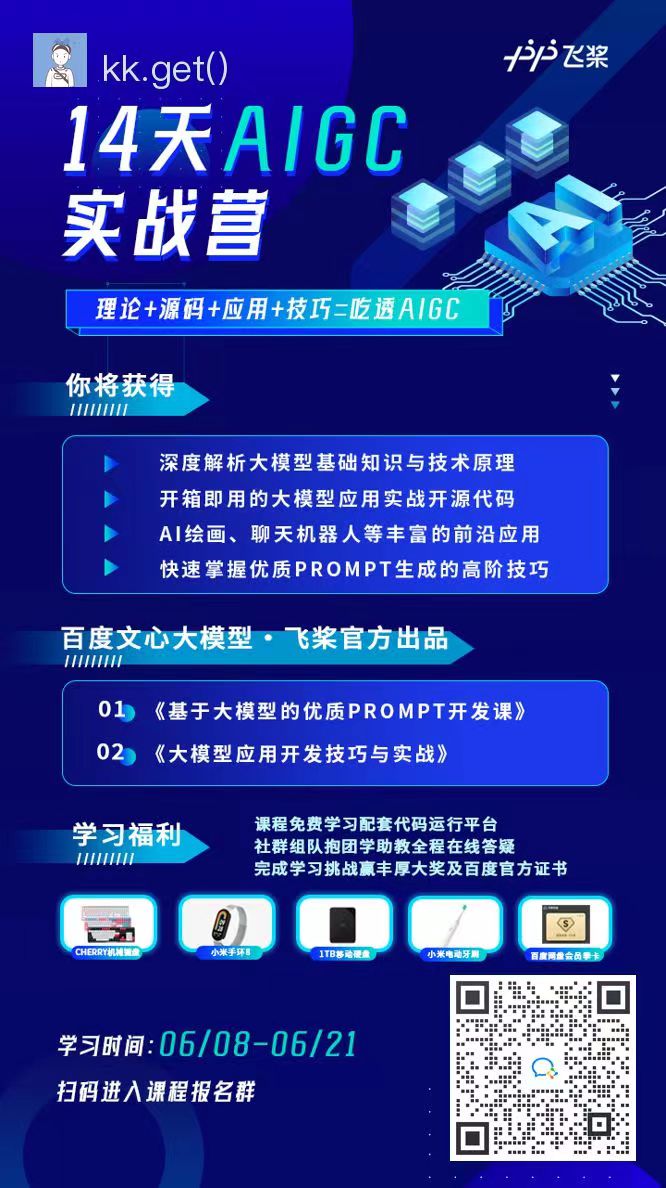 kk.get()
飞桨
14天AIGC
实战营
AI
理论+源码+应用+技巧=吃透AIGC
你将获得
深度解析大模型基础知识与技术原理
开箱即用的大模型应用实战开源代码
AI绘画、聊天机器人等丰富的前沿应用
快速掌握优质PROMPT生成的高阶技巧
百度文心大模型·飞桨官方出品
01 《基于大模型的优质PROMPT开发课》
02 《大模型应用开发技巧与实战》
学习福利
课程免费学习配套代码运行平台
社群组队抱团学助教全程在线答疑
完成学习挑战赢丰厚大奖及百度官方证书
CHERRY机械键盘
小米手环8
1TB移动硬盘
小米电动牙刷
百度网盘会员季卡
学习时间:06/08-06/21
扫码进入课程报名群